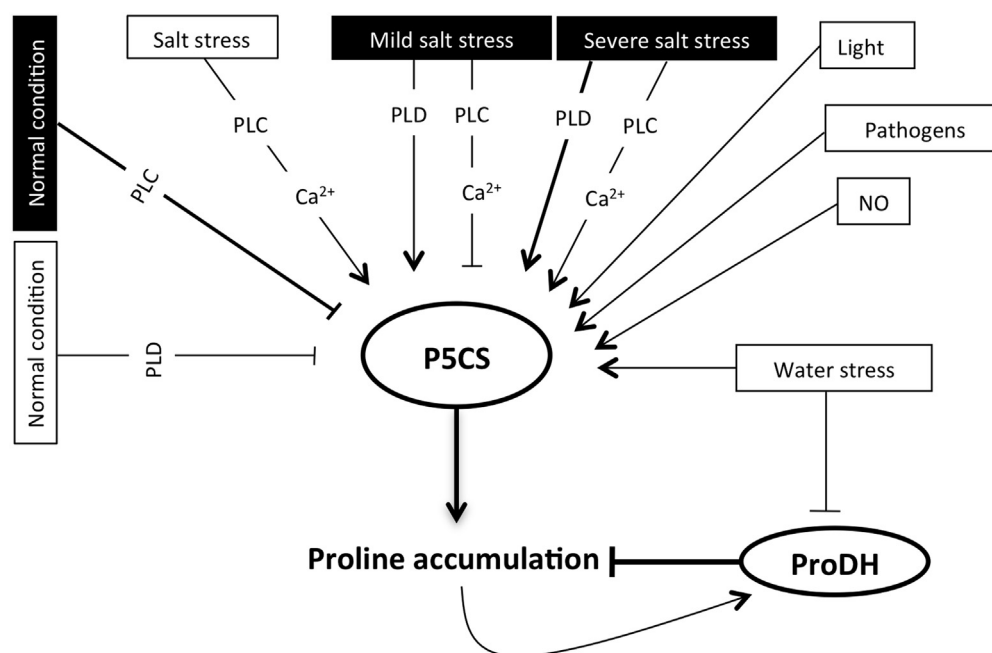 Salt stress
Mild salt stress
Severe salt stress
Light
Pathogens
NO
Normal condition
Normal condition
PLC
PLD
PLC
PLD
PLC
PLD
PLC
Ca²⁺
Ca²⁺
Ca²⁺
P5CS
Water stress
Proline accumulation
ProDH